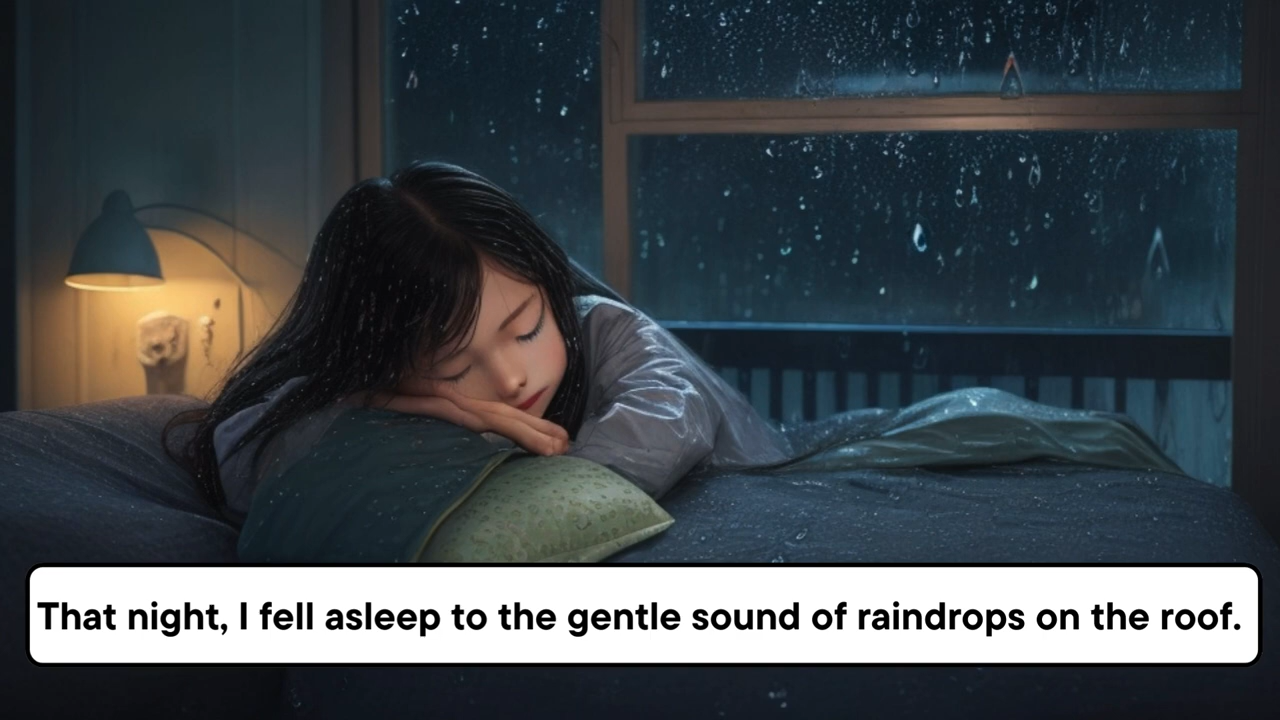 That night, I fell asleep to the gentle sound of raindrops on the roof.